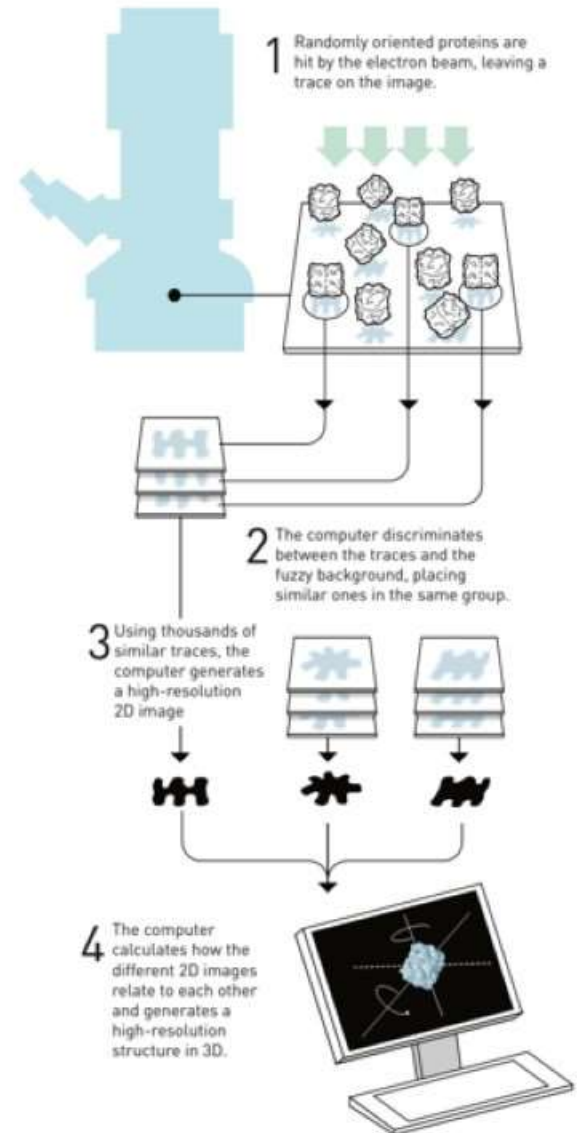 1 Randomly oriented proteins are
hit by the electron beam, leaving a
trace on the image.
2 The computer discriminates
between the traces and the
fuzzy background, placing
similar ones in the same group.
3 Using thousands of
similar traces, the
computer generates
a high-resolution
2D image
4 The computer
calculates how the
different 2D images
relate to each other
and generates a
high-resolution
structure in 3D.